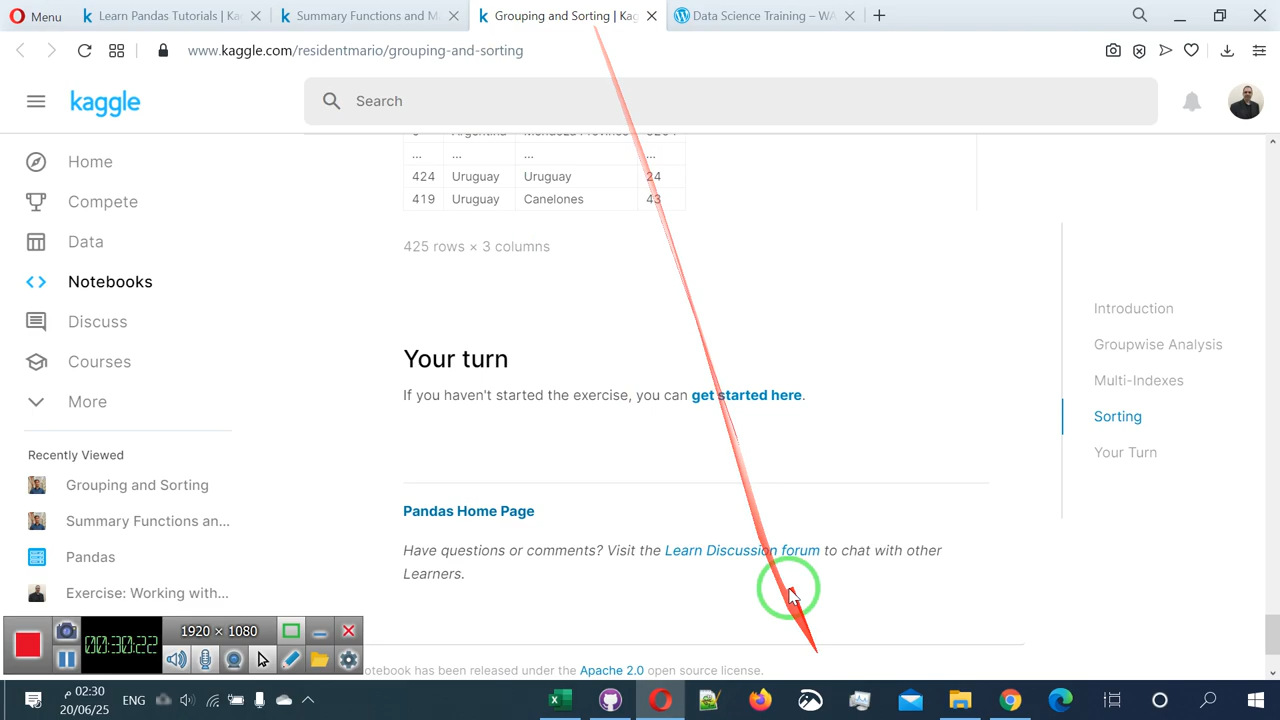 Menu
Learn Pandas Tutorials | Ka
Summary Functions and M
Grouping and Sorting | Kag
Data Science Training – WA
www.kaggle.com/residentmario/grouping-and-sorting
kaggle
Search
Home
Compete
Data
Notebooks
Discuss
Courses
More
Recently Viewed
Grouping and Sorting
Summary Functions an...
Pandas
Exercise: Working with...
... ... ... ...
424 Uruguay Uruguay 24
419 Uruguay Canelones 43
425 rows × 3 columns
Your turn
If you haven't started the exercise, you can get started here.
Pandas Home Page
Have questions or comments? Visit the Learn Discussion forum to chat with other
Learners.
otebook has been released under the Apache 2.0 open source license.
Introduction
Groupwise Analysis
Multi-Indexes
Sorting
Your Turn
00:30:22
1920 × 1080
ENG
02:30 م
20/06/25